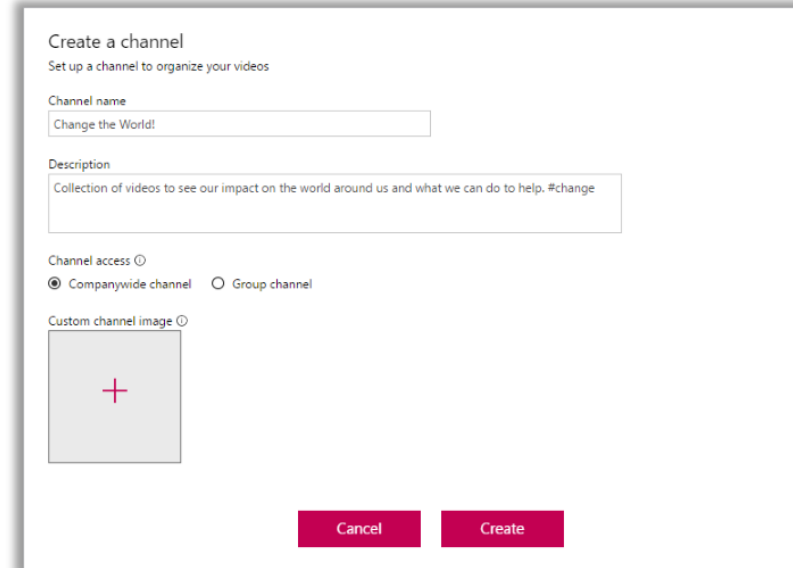 Create a channel
Set up a channel to organize your videos
Channel name
Change the World!
Description
Collection of videos to see our impact on the world around us and what we can do to help. #change
Channel access
Companywide channel Group channel
Custom channel image
Cancel Create